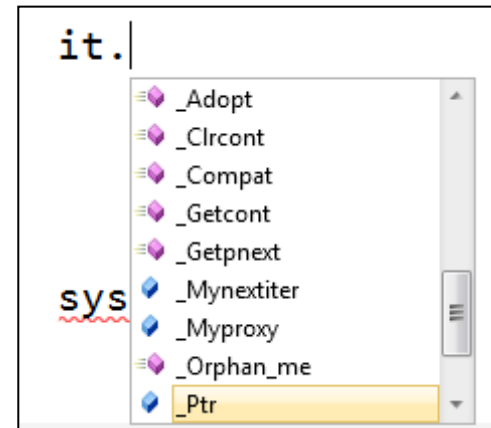 it.
_Adopt
_Clrcont
_Compat
_Getcont
_Getpnext
_Mynextiter
sys
_Myproxy
_Orphan_me
_Ptr